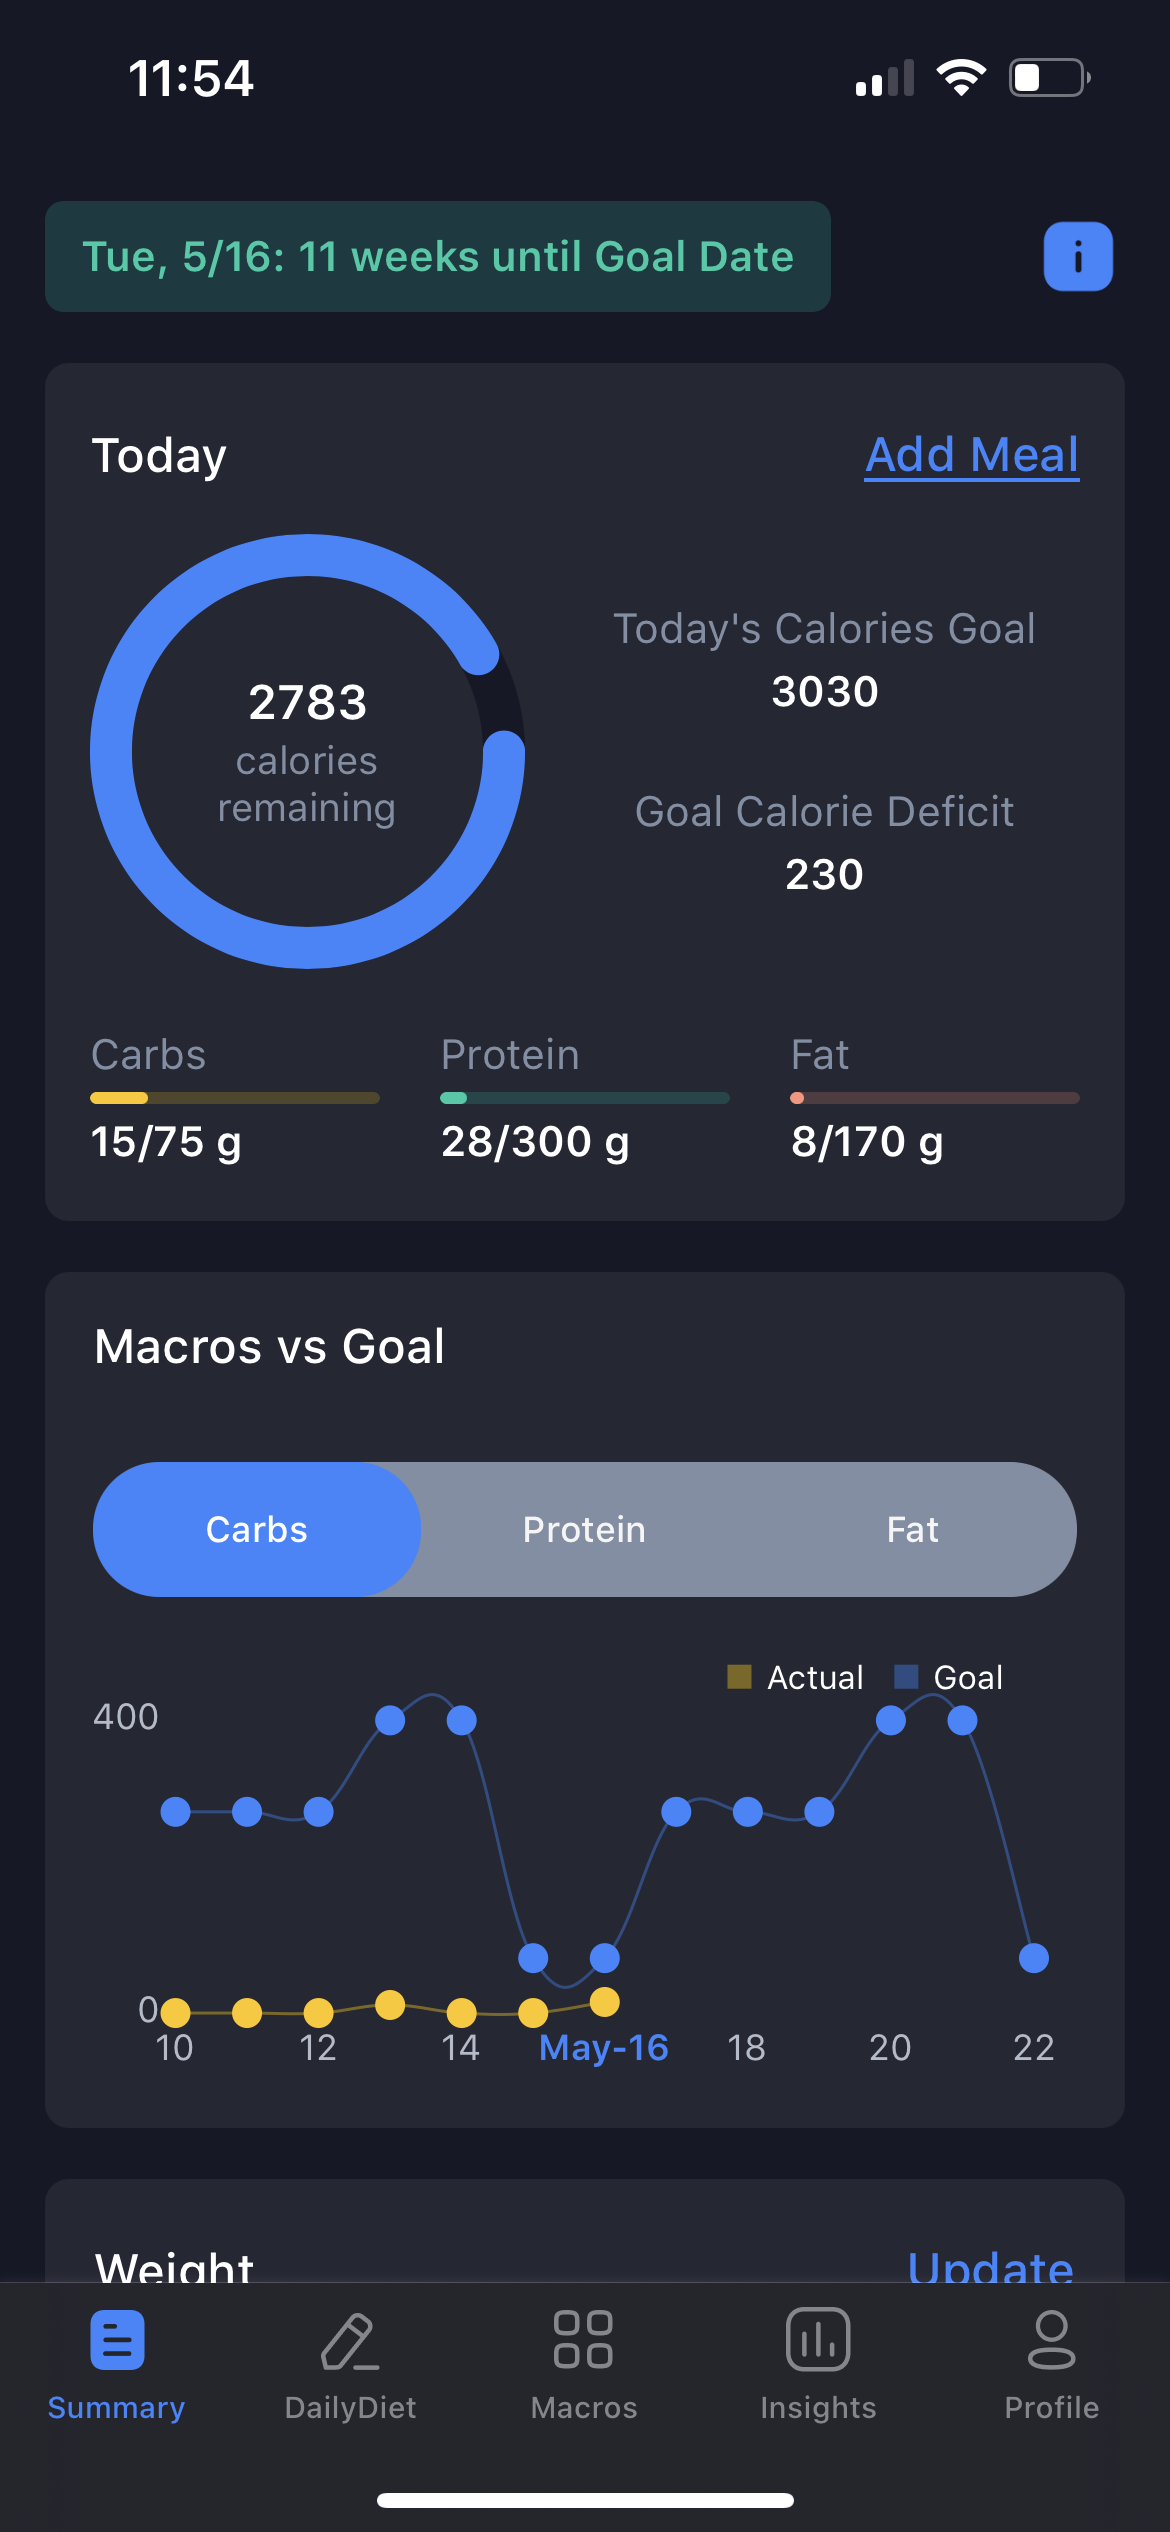 11:54
Tue, 5/16: 11 weeks until Goal Date
Today
Add Meal
2783
calories
remaining
Today's Calories Goal
3030
Goal Calorie Deficit
230
Carbs
Protein
Fat
15/75 g
28/300 g
8/170 g
Macros vs Goal
Carbs
Protein
Fat
Actual
Goal
400
0
10
12
14
May-16
18
20
22
Weight
Update
Summary
DailyDiet
Macros
Insights
Profile